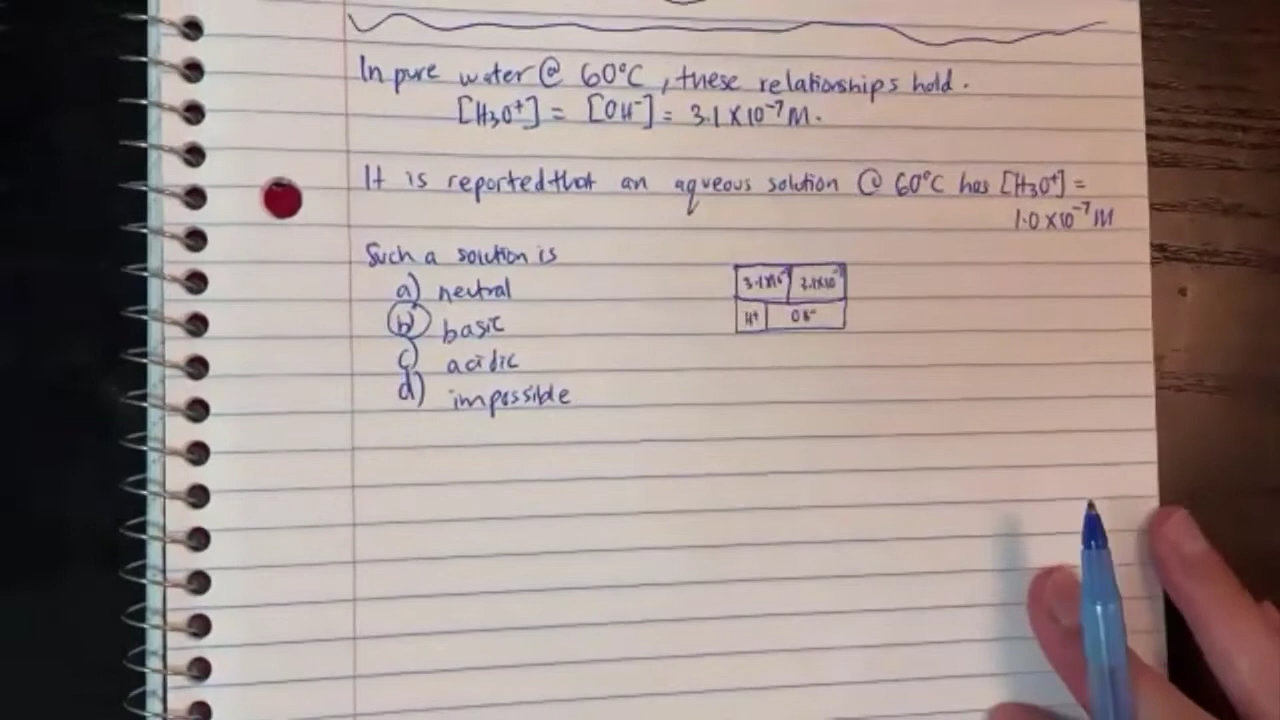 In pure water @ 60°C, these relationships hold.
[H3O+] = [OH-] = 3.1 X 10-7 M.
It is reported that an aqueous solution @ 60°C has [H3O+] =
1.0 X 10-7 M
Such a solution is
a) neutral
b) basic
c) acidic
d) impossible
H+ OH-